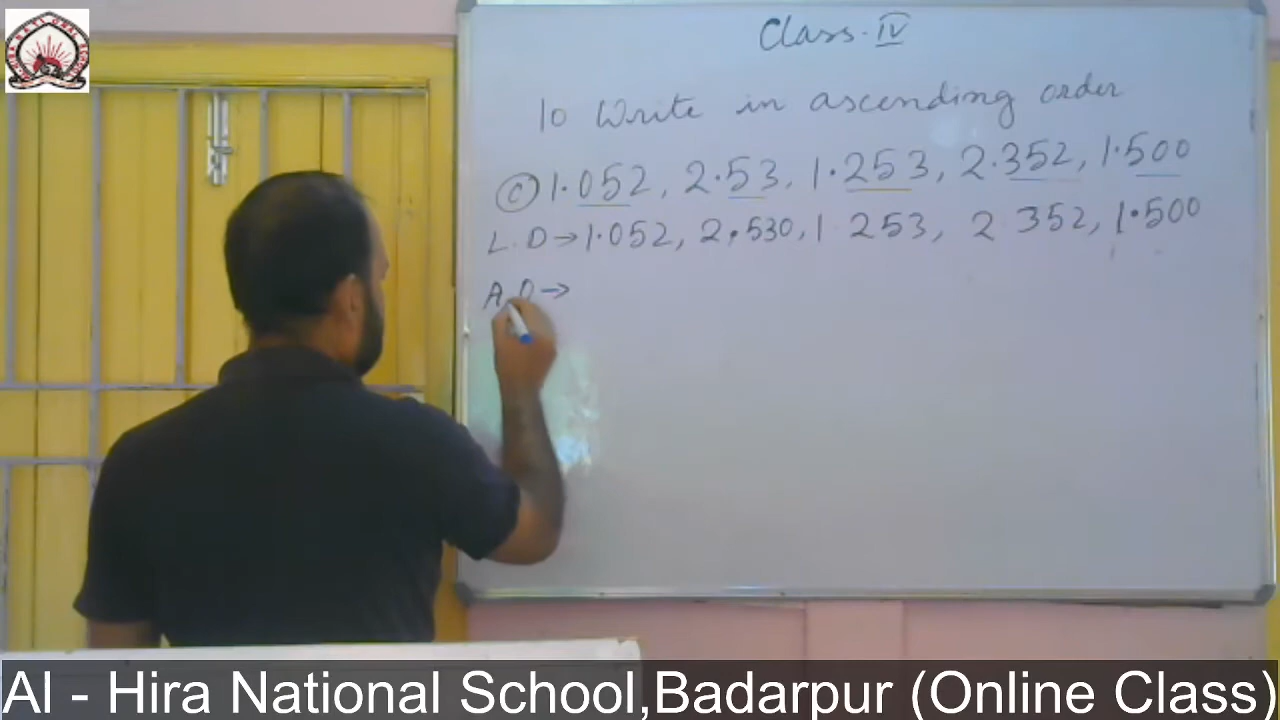 Class. IV
10 Write in ascending order
(C) 1.052, 2.53, 1.253, 2.352, 1.500
L.D → 1.052, 2.530, 1 253, 2 352, 1.500
A.O →
Al - Hira National School,Badarpur (Online Class)